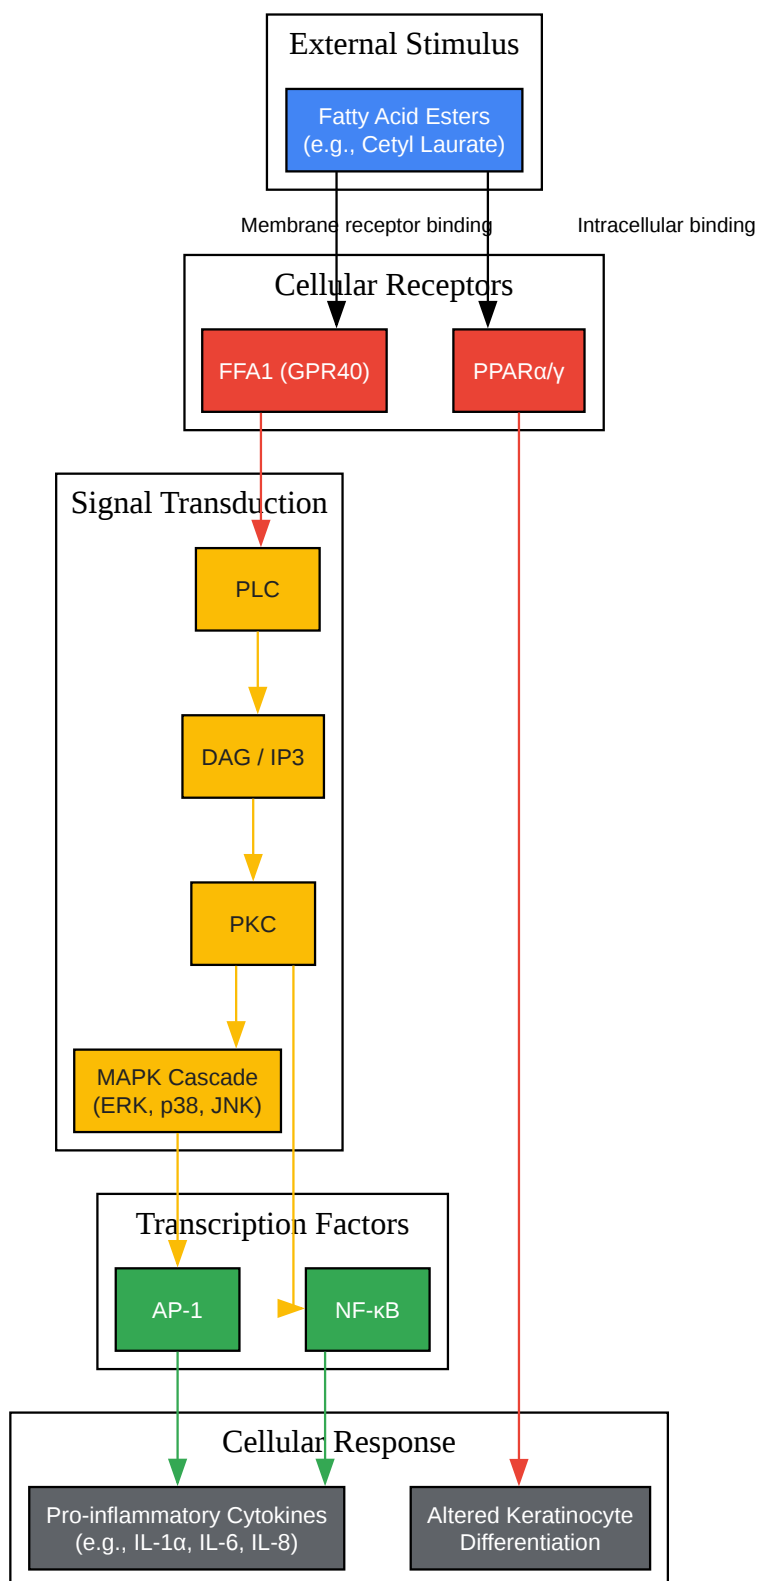 External Stimulus
Fatty Acid Esters
(e.g., Cetyl Laurate)
Membrane receptor binding
Intracellular binding
Cellular Receptors
FFA1 (GPR40)
PPARα/γ
Signal Transduction
PLC
DAG / IP3
PKC
MAPK Cascade
(ERK, p38, JNK)
Transcription Factors
AP-1
NF-κB
Cellular Response
Pro-inflammatory Cytokines
(e.g., IL-1α, IL-6, IL-8)
Altered Keratinocyte
Differentiation